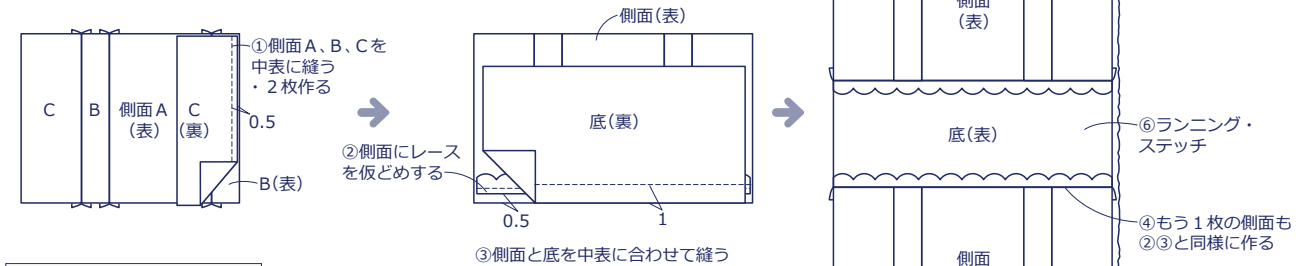 C
B
側面A
(表)
C
(裏)
①側面A、B、Cを
中表に縫う
・2枚作る
0.5
B(表)
側面(表)
底(裏)
②側面にレース
を仮どめする
0.5
1
③側面と底を中表に合わせて縫う
側面
(表)
底(表)
⑥ランニング・
ステッチ
④もう1枚の側面も
②③と同様に作る
側面